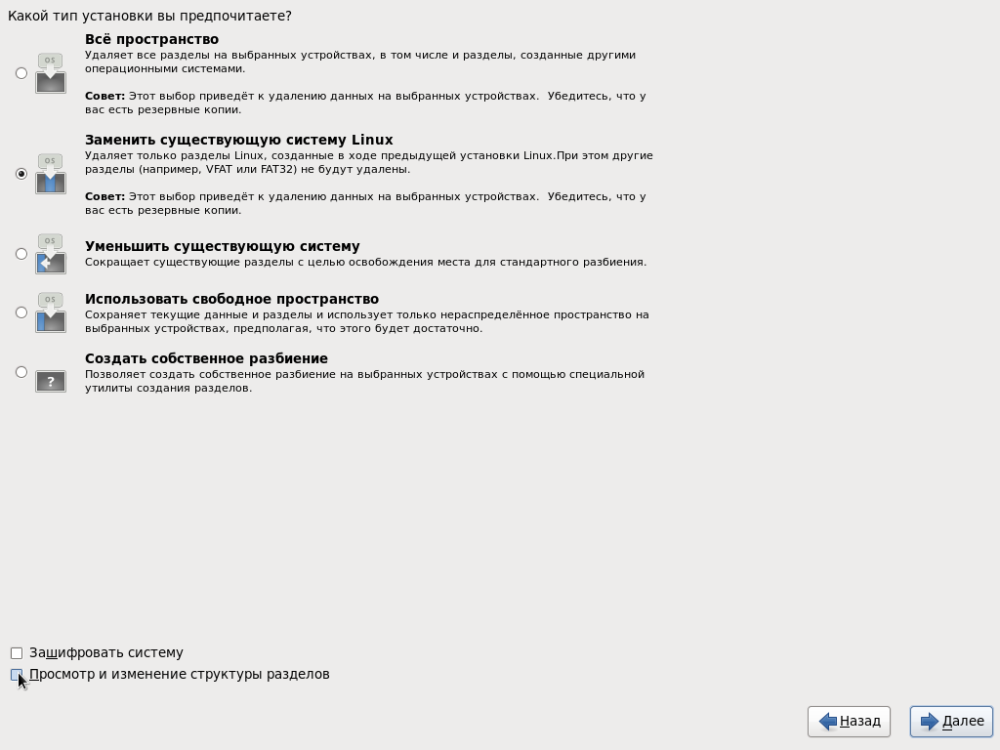 Какой тип установки вы предпочитаете?
Всё пространство
OS
Удаляет все разделы на выбранных устройствах, в том числе и разделы, созданные другими
операционными системами.
Совет: Этот выбор приведёт к удалению данных на выбранных устройствах.  Убедитесь, что у
вас есть резервные копии.
Заменить существующую систему Linux
OS
Удаляет только разделы Linux, созданные в ходе предыдущей установки Linux.При этом другие
разделы (например, VFAT или FAT32) не будут удалены.
Совет: Этот выбор приведёт к удалению данных на выбранных устройствах.  Убедитесь, что у
вас есть резервные копии.
OS
Уменьшить существующую систему
Сокращает существующие разделы с целью освобождения места для стандартного разбиения.
OS
Использовать свободное пространство
Сохраняет текущие данные и разделы и использует только нераспределённое пространство на
выбранных устройствах, предполагая, что этого будет достаточно.
Создать собственное разбиение
?
Позволяет создать собственное разбиение на выбранных устройствах с помощью специальной
утилиты создания разделов.
Зашифровать систему
Просмотр и изменение структуры разделов
Назад
Далее